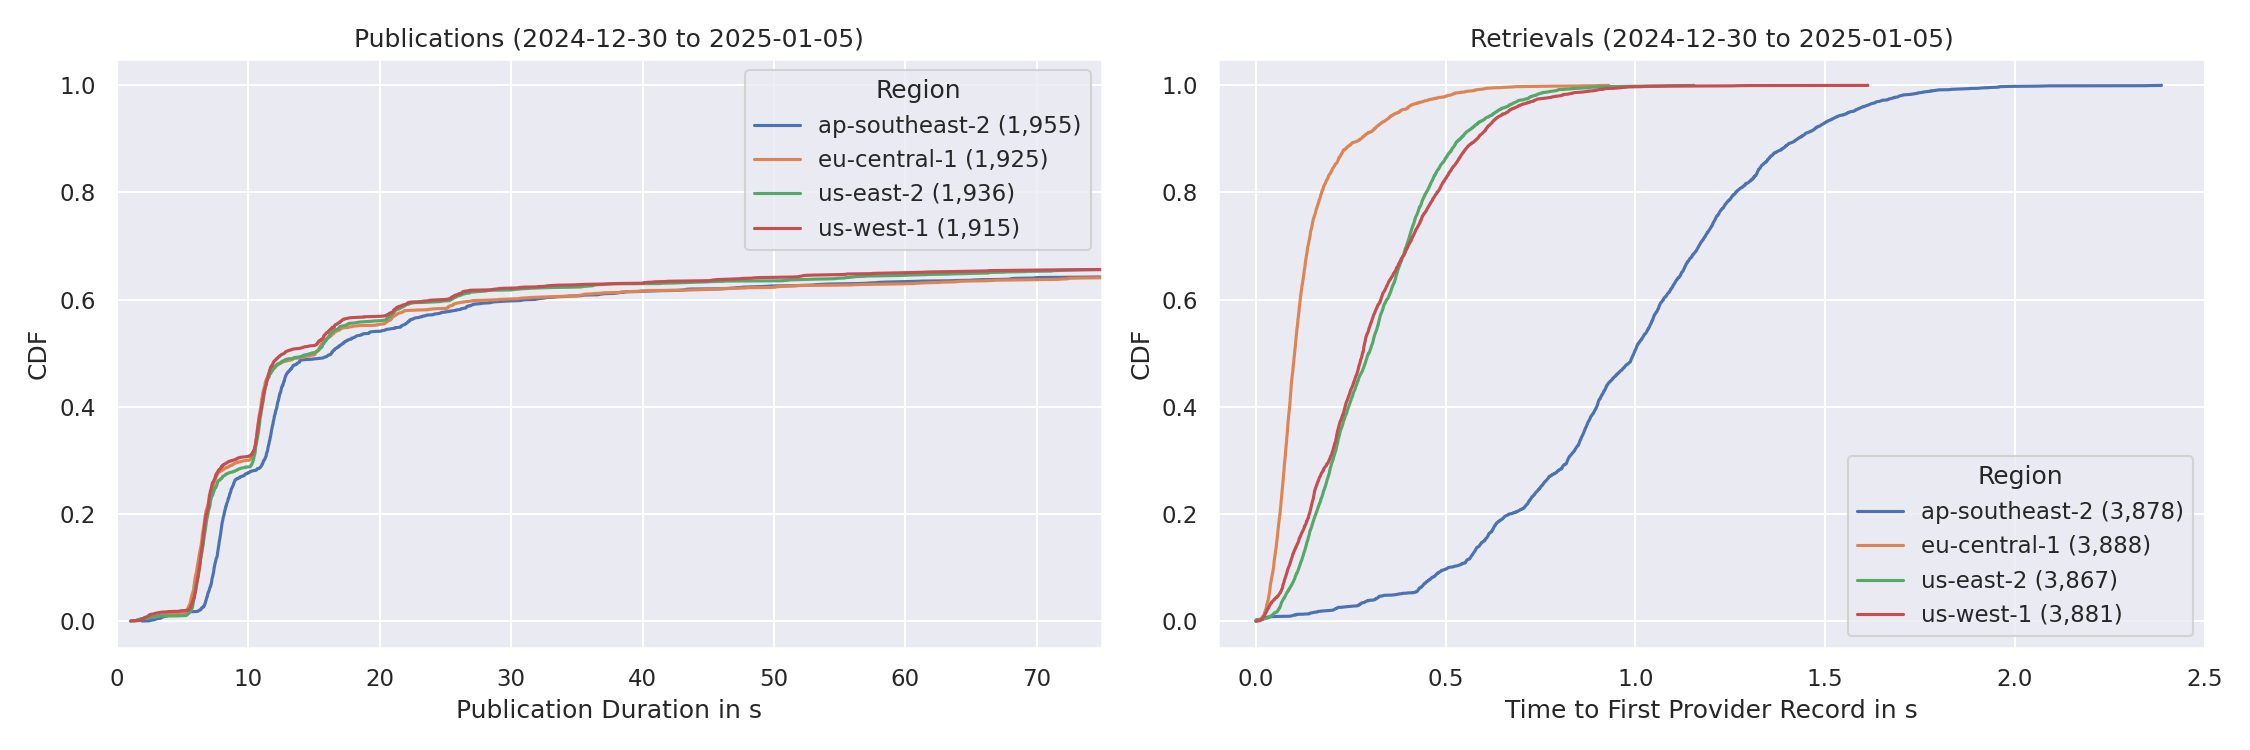 Publications (2024-12-30 to 2025-01-05)
CDF
1.0
0.8
0.6
0.4
0.2
0.0
0 10 20 30 40 50 60 70
Publication Duration in s
Region
ap-southeast-2 (1,955)
eu-central-1 (1,925)
us-east-2 (1,936)
us-west-1 (1,915)
Retrievals (2024-12-30 to 2025-01-05)
CDF
1.0
0.8
0.6
0.4
0.2
0.0
0.0 0.5 1.0 1.5 2.0 2.5
Time to First Provider Record in s
Region
ap-southeast-2 (3,878)
eu-central-1 (3,888)
us-east-2 (3,867)
us-west-1 (3,881)